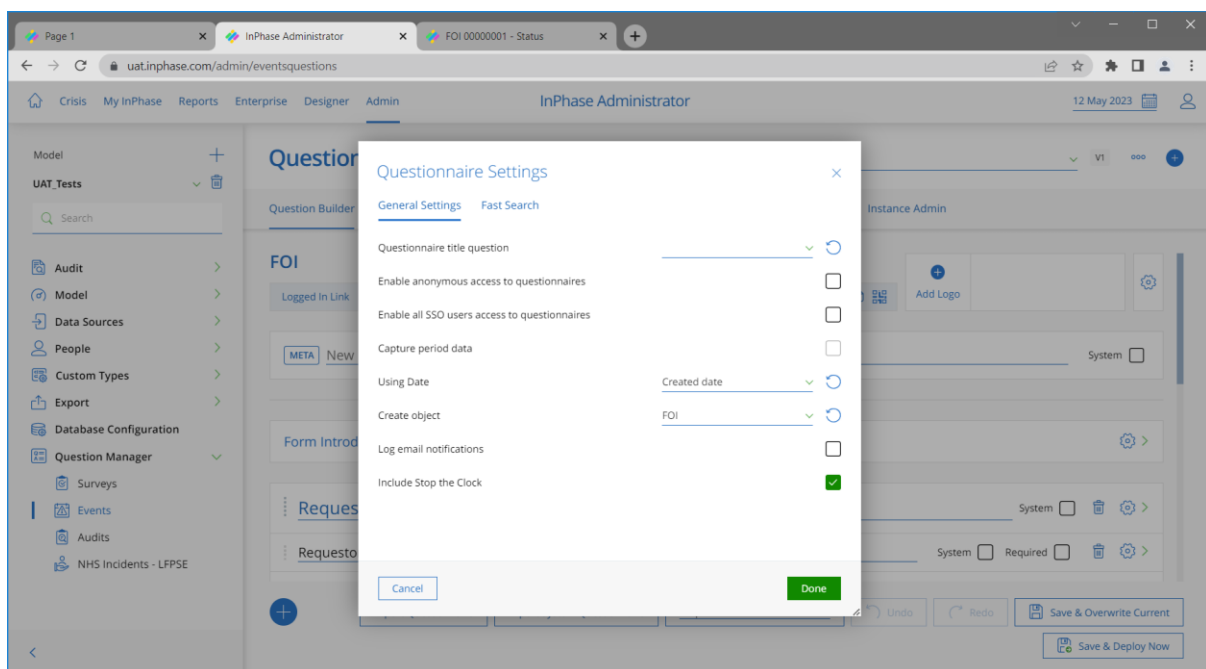 Page 1
InPhase Administrator
FOI 00000001 - Status
uat.inphase.com/admin/eventsquestions
Crisis My InPhase Reports Enterprise Designer Admin
InPhase Administrator
12 May 2023
Model
UAT_Tests
Search
Audit
Model
Data Sources
People
Custom Types
Export
Database Configuration
Question Manager
Surveys
Events
Audits
NHS Incidents - LFPSE
Question
V1
Question Builder
Instance Admin
FOI
Logged In Link
Add Logo
META New
System
Form Introd
Reques
System
Requesto
System Required
Undo
Redo
Save & Overwrite Current
Save & Deploy Now
Questionnaire Settings
General Settings Fast Search
Questionnaire title question
Enable anonymous access to questionnaires
Enable all SSO users access to questionnaires
Capture period data
Using Date Created date
Create object FOI
Log email notifications
Include Stop the Clock
Cancel
Done